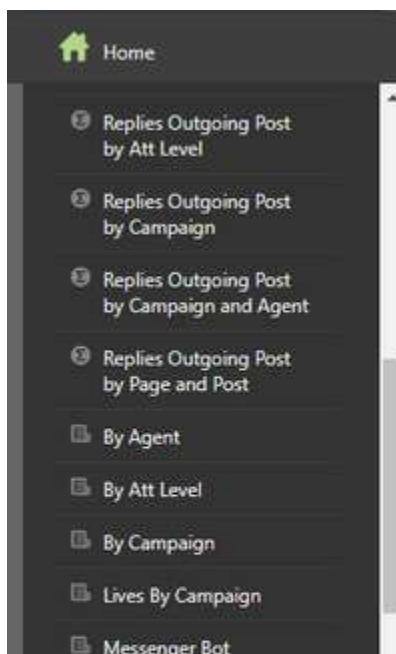 Home
Replies Outgoing Post
by Att Level
Replies Outgoing Post
by Campaign
Replies Outgoing Post
by Campaign and Agent
Replies Outgoing Post
by Page and Post
By Agent
By Att Level
By Campaign
Lives By Campaign
Messenger Bot